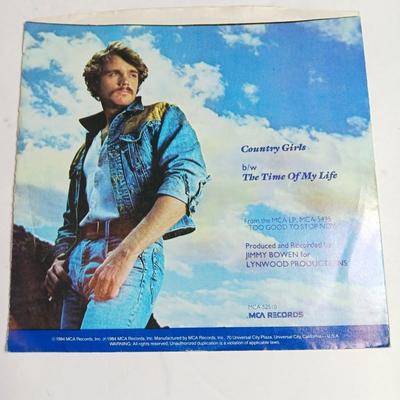 Country Girls
b/w
The Time Of My Life
From the MCA LP, MCA-5495
TOO GOOD TO STOP NOW
Produced and Recorded by
JIMMY BOWEN for
LYNWOOD PRODUCTIONS
MCA-52510
MCA RECORDS
© 1984 MCA Records, Inc. ℗ 1984 MCA Records, Inc. Manufactured by MCA Records, Inc., 70 Universal City Plaza, Universal City, California — U.S.A.
WARNING: All rights reserved. Unauthorized duplication is a violation of applicable laws.